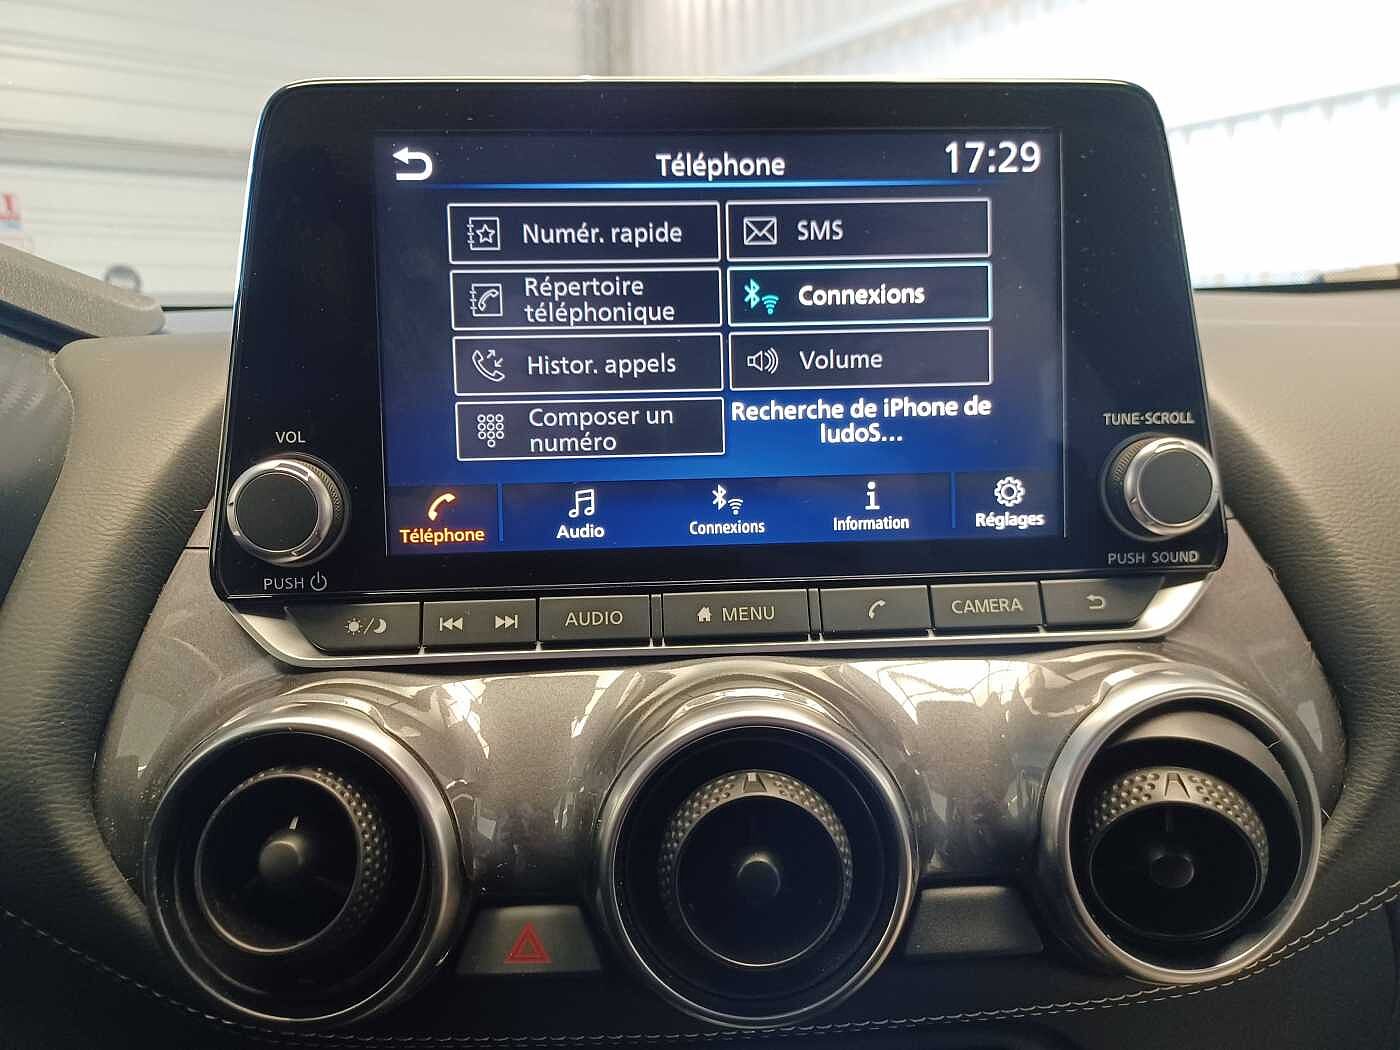 Téléphone
17:29
Numér. rapide
SMS
Répertoire
téléphonique
Connexions
Histor. appels
Volume
Composer un
numéro
Recherche de iPhone de
ludoS...
Téléphone
Audio
Connexions
Information
Réglages
VOL
PUSH
TUNE·SCROLL
PUSH SOUND
AUDIO
MENU
CAMERA